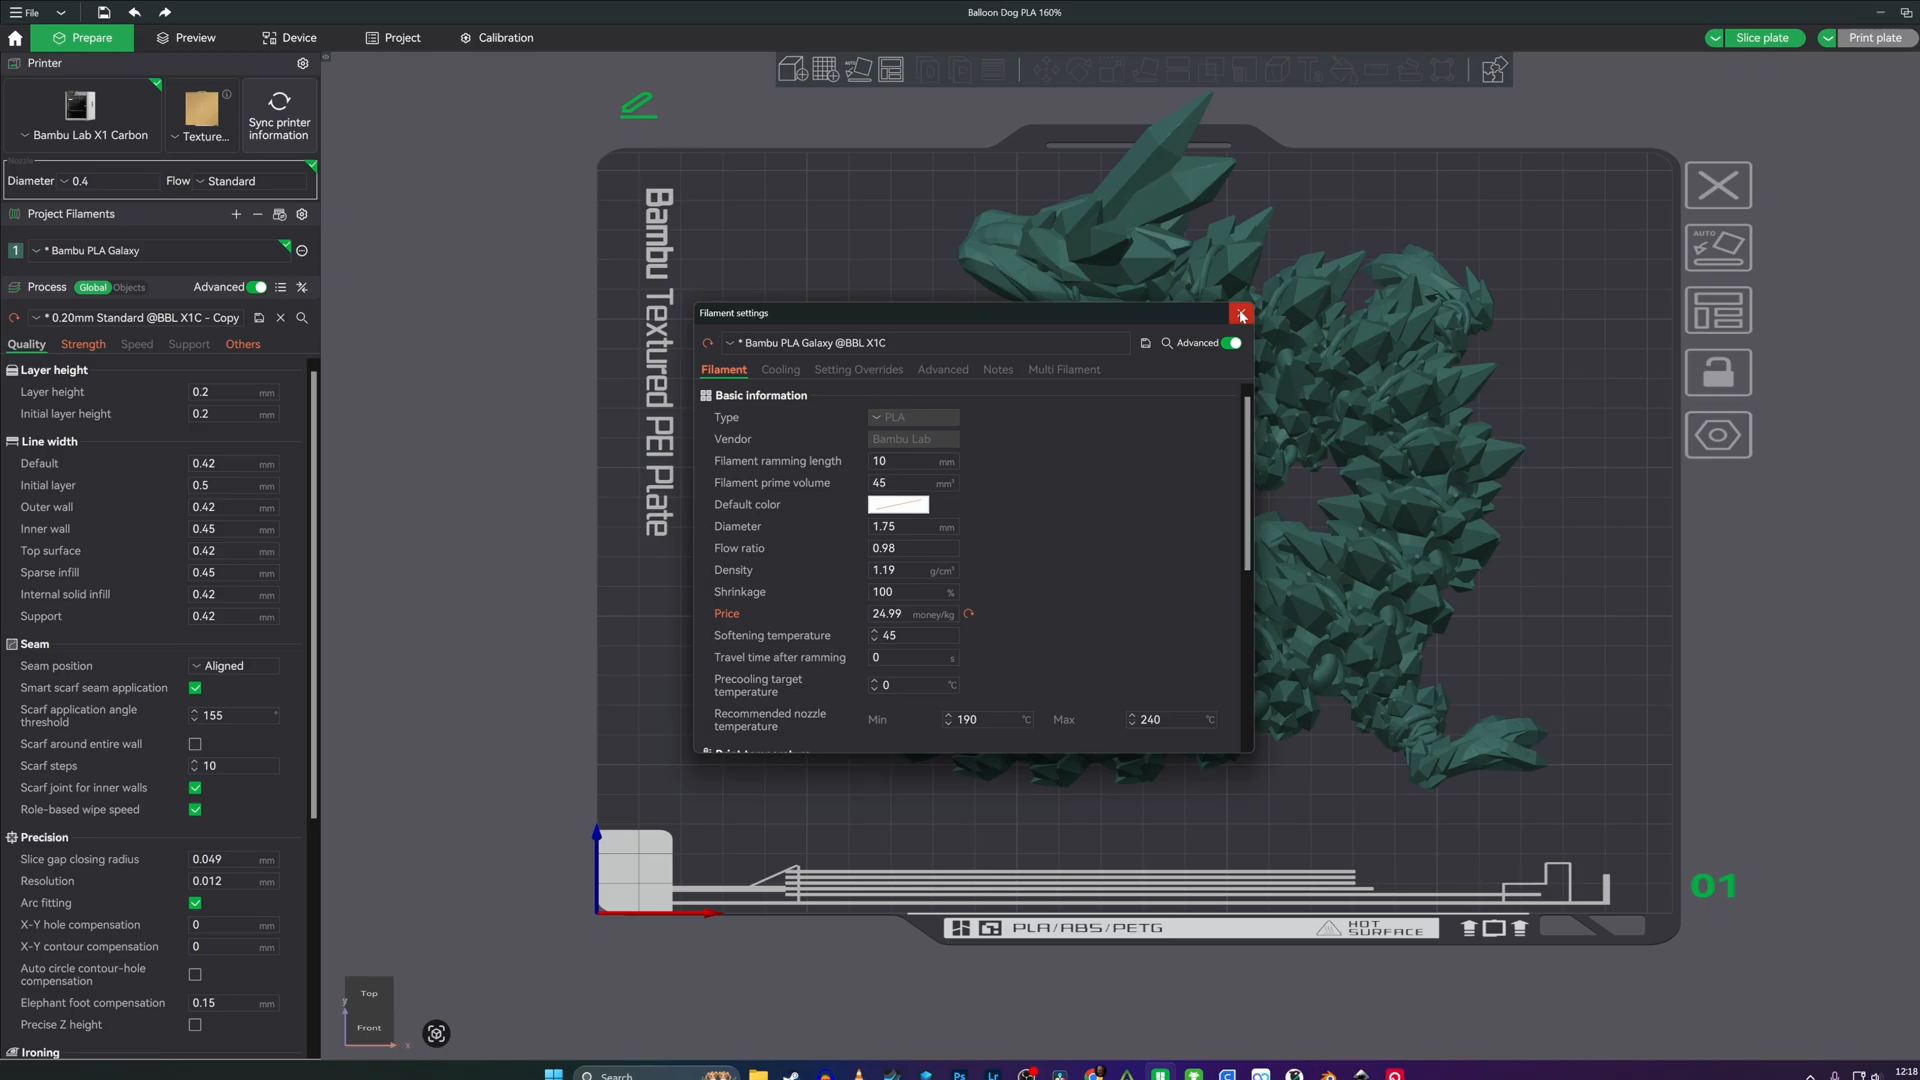 File
Balloon Dog PLA 160%
Prepare
Preview
Device
Project
Calibration
Slice plate
Print plate
Printer
Bambu Lab X1 Carbon
Texture...
Sync printer
information
Nozzle
Diameter 0.4 Flow Standard
Project Filaments
1 * Bambu PLA Galaxy
Process Global Objects Advanced
* 0.20mm Standard @BBL X1C - Copy
Quality Strength Speed Support Others
Layer height
Layer height 0.2 mm
Initial layer height 0.2 mm
Line width
Default 0.42 mm
Initial layer 0.5 mm
Outer wall 0.42 mm
Inner wall 0.45 mm
Top surface 0.42 mm
Sparse infill 0.45 mm
Internal solid infill 0.42 mm
Support 0.42 mm
Seam
Seam position Aligned
Smart scarf seam application
Scarf application angle
threshold 155 °
Scarf around entire wall
Scarf steps 10
Scarf joint for inner walls
Role-based wipe speed
Precision
Slice gap closing radius 0.049 mm
Resolution 0.012 mm
Arc fitting
X-Y hole compensation 0 mm
X-Y contour compensation 0 mm
Auto circle contour-hole
compensation
Elephant foot compensation 0.15 mm
Precise Z height
Ironing
Bambu Textured PEI Plate
Filament settings
* Bambu PLA Galaxy @BBL X1C
Advanced
Filament Cooling Setting Overrides Advanced Notes Multi Filament
Basic information
Type PLA
Vendor Bambu Lab
Filament ramming length 10 mm
Filament prime volume 45 mm³
Default color
Diameter 1.75 mm
Flow ratio 0.98
Density 1.19 g/cm³
Shrinkage 100 %
Price 24.99 money/kg
Softening temperature 45
Travel time after ramming 0 s
Precooling target
temperature 0 °C
Recommended nozzle
temperature Min 190 °C Max 240 °C
Print temperature
AUTO
01
PLA/ABS/PETG
HOT
SURFACE
Top
Front
y
x
Search
Ps
Lr
12:18